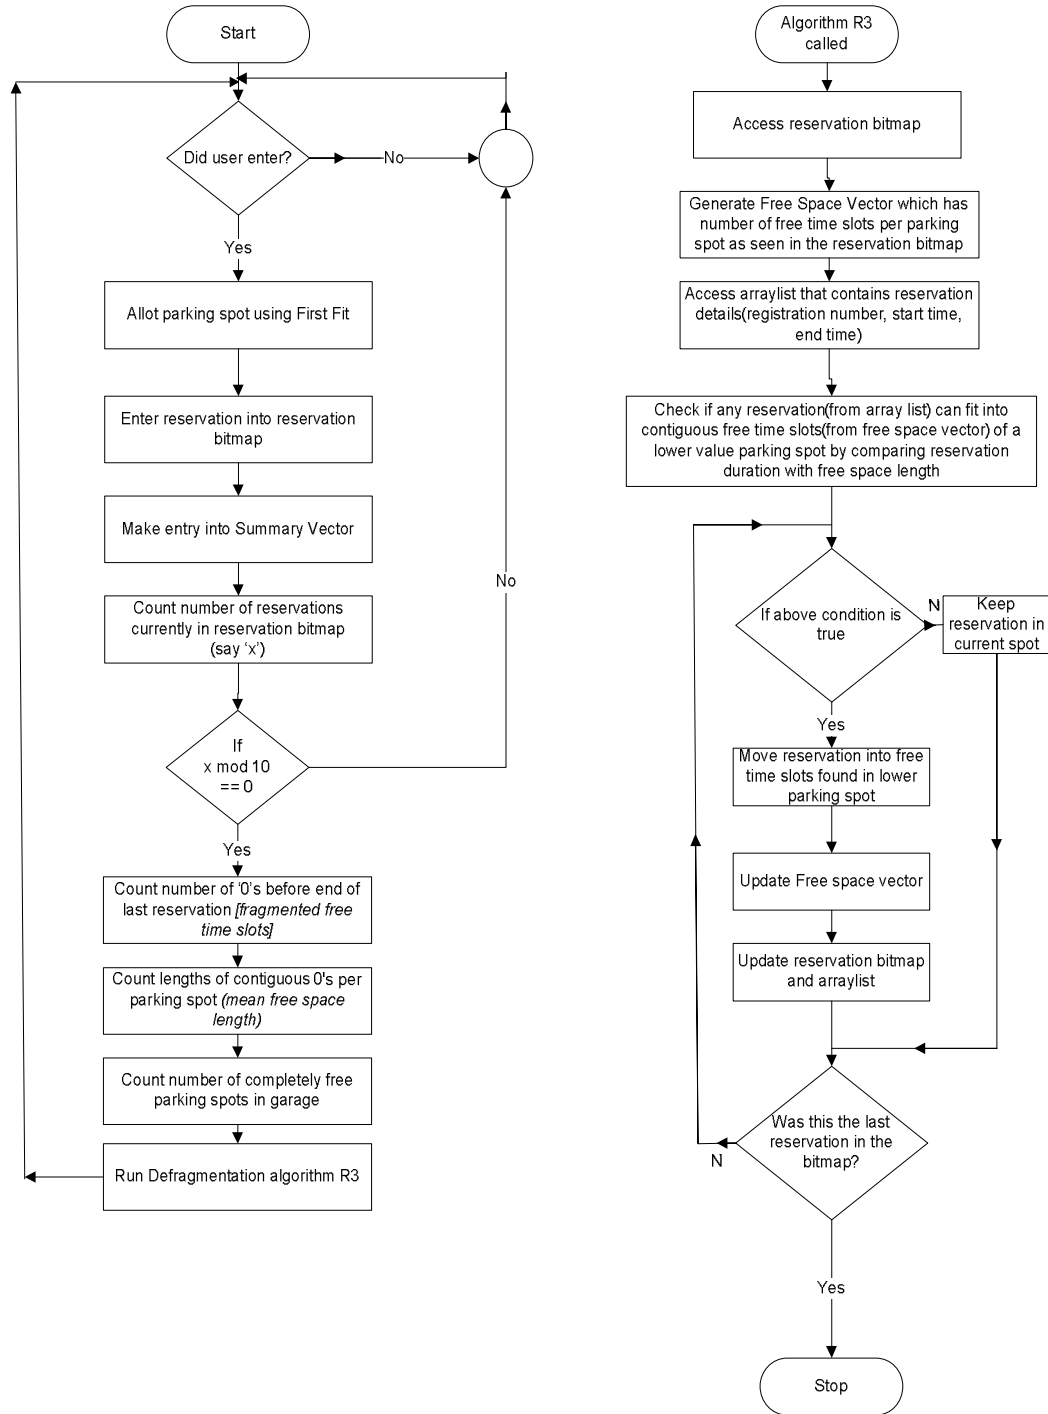 Start
Did user enter?
No
Yes
Allot parking spot using First Fit
Enter reservation into reservation
bitmap
Make entry into Summary Vector
Count number of reservations
currently in reservation bitmap
(say ‘x’)
No
If
x mod 10
== 0
Yes
Count number of ‘0’s before end of
last reservation [fragmented free
time slots]
Count lengths of contiguous 0's per
parking spot (mean free space
length)
Count number of completely free
parking spots in garage
Run Defragmentation algorithm R3
Algorithm R3
called
Access reservation bitmap
Generate Free Space Vector which has
number of free time slots per parking
spot as seen in the reservation bitmap
Access arraylist that contains reservation
details(registration number, start time,
end time)
Check if any reservation(from array list) can fit into
contiguous free time slots(from free space vector) of a
lower value parking spot by comparing reservation
duration with free space length
If above condition is
true
N
Keep
reservation in
current spot
Yes
Move reservation into free
time slots found in lower
parking spot
Update Free space vector
Update reservation bitmap
and arraylist
Was this the last
reservation in the
bitmap?
N
Yes
Stop